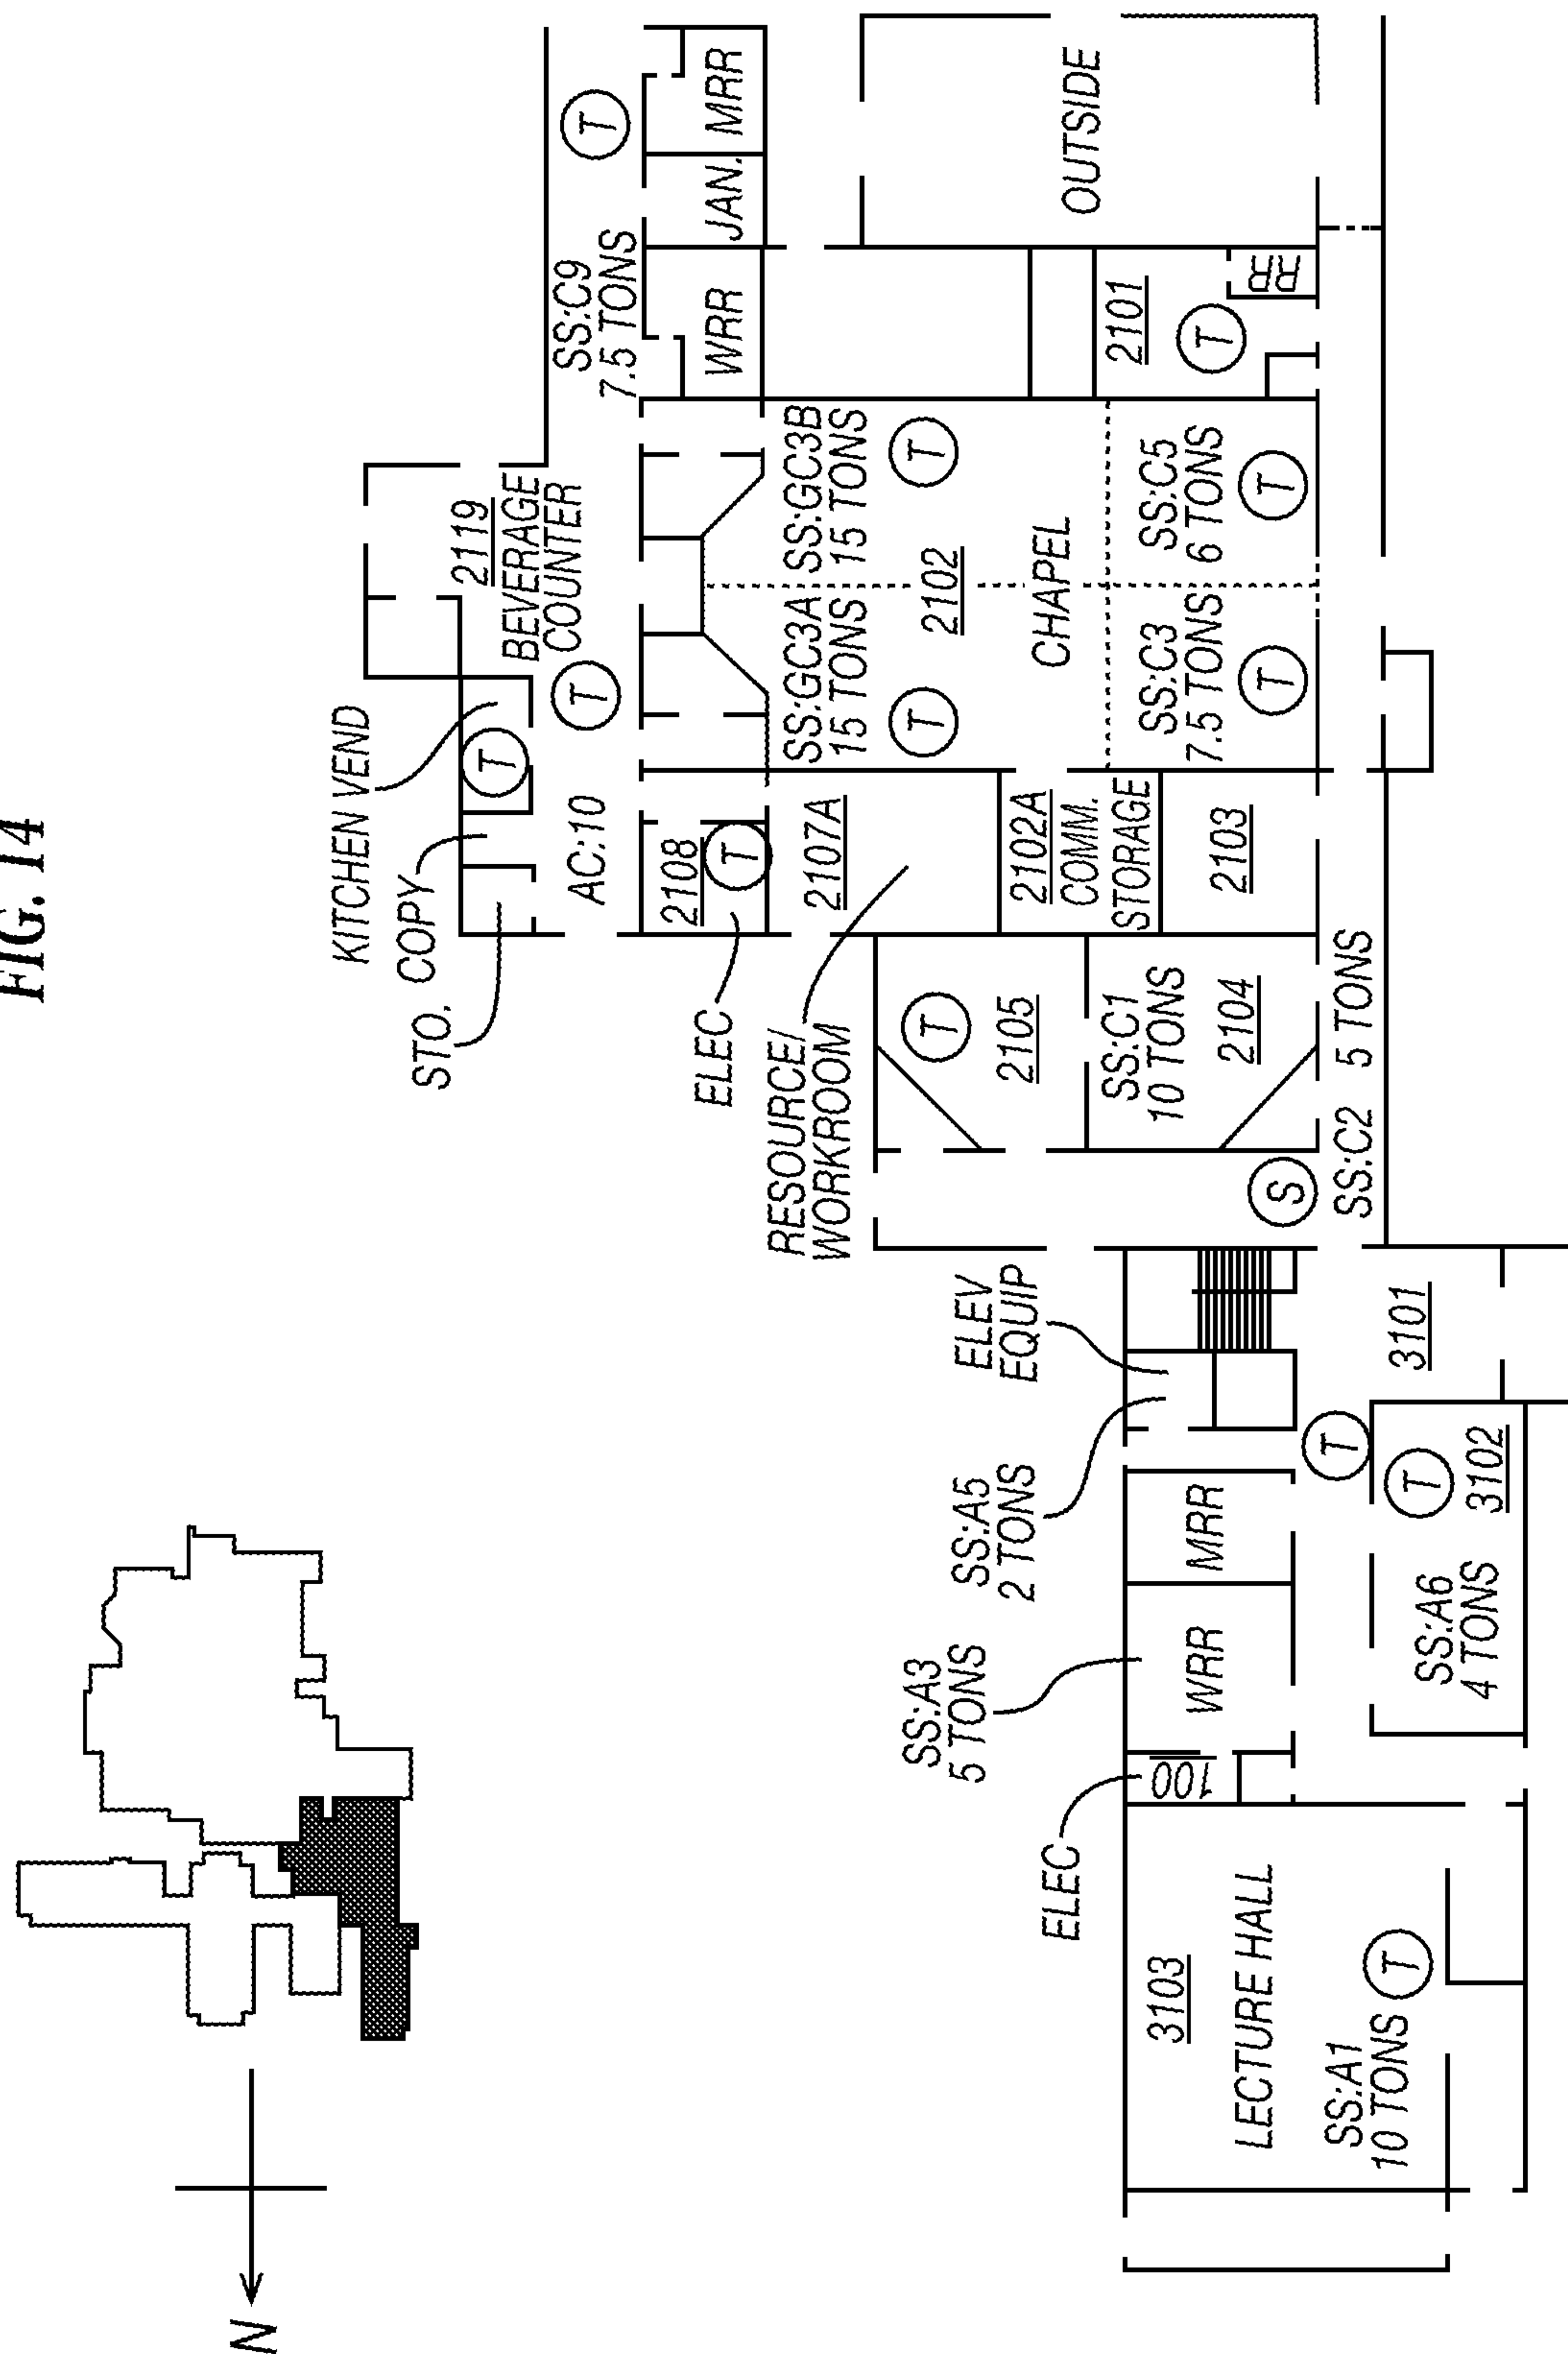 FIG. 14
N
KITCHEN VEND
COPY
STO.
T
AC:10
T
2119
BEVERAGE
COUNTER
SS:C9
7.5 TONS
T
MRR
JAN.
WRR
ELEC
2108
T
RESOURCE/
WORKROOM
2107A
2102A
COMM.
STORAGE
2103
SS:GC3A
15 TONS
SS:GC3B
15 TONS
T
T
2102
CHAPEL
SS:C3
7.5 TONS
T
SS:C5
6 TONS
T
2101
T
RR
OUTSIDE
T
2105
SS:C1
10 TONS
2104
S
SS:C2 5 TONS
ELEV
EQUIP
SS:A5
2 TONS
SS:A3
5 TONS
ELEC
100
WRR
MRR
T
3101
T
3102
SS:A6
4 TONS
3103
LECTURE HALL
SS:A1
10 TONS
T